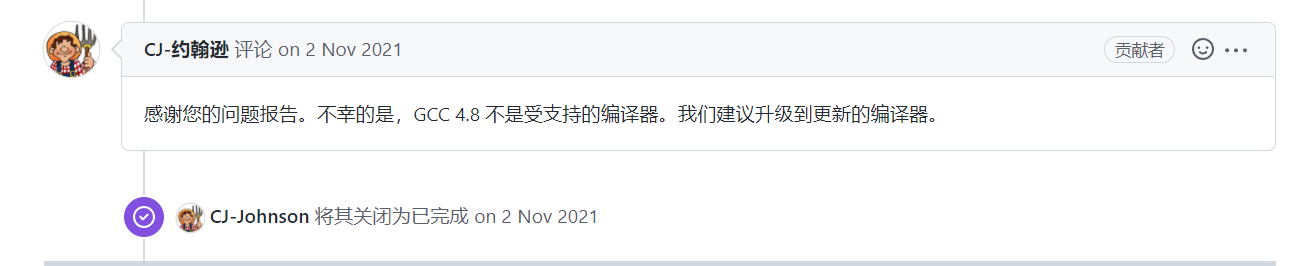 CJ-约翰逊 评论 on 2 Nov 2021 贡献者
感谢您的问题报告。不幸的是，GCC 4.8 不是受支持的编译器。我们建议升级到更新的编译器。
CJ-Johnson 将其关闭为已完成 on 2 Nov 2021